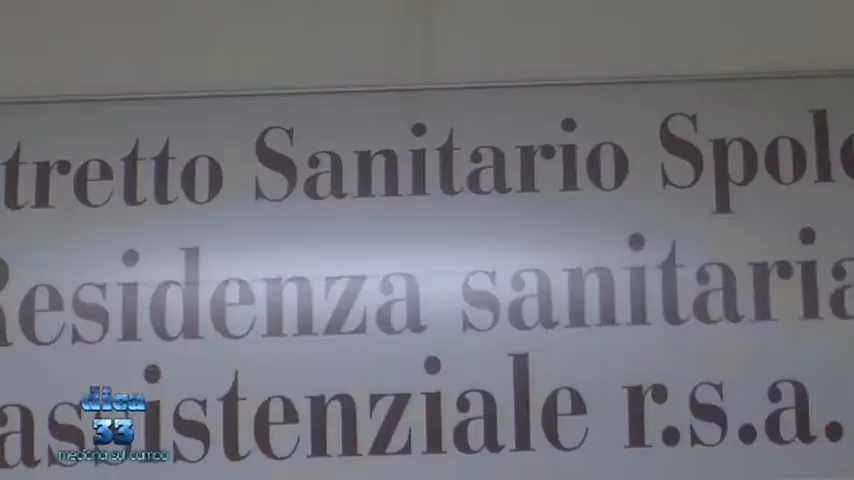 tretto Sanitario Spole
Residenza sanitaria
assistenziale r.s.a.
dica
33
medicina sul campo